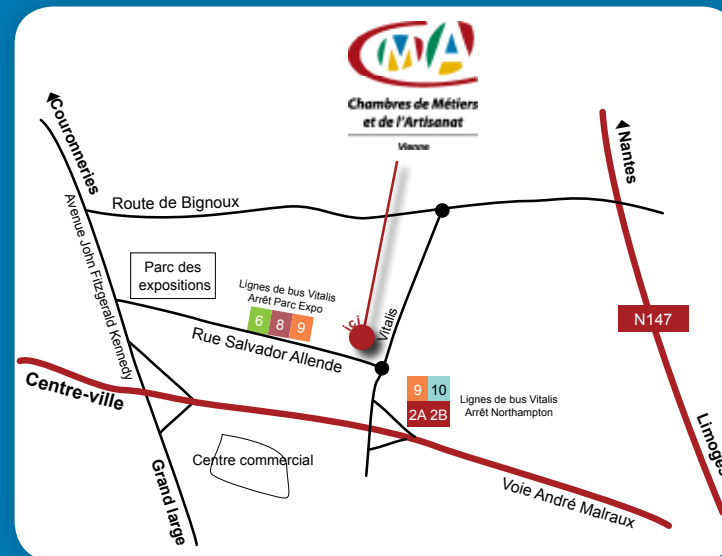 CMA
Chambres de Métiers
et de l'Artisanat
Vienne
Couronneries
Nantes
Route de Bignoux
Avenue John Fitzgerald Kennedy
Parc des
expositions
Lignes de bus Vitalis
Arrêt Parc Expo
6 8 9
ici
Vitalis
N147
Rue Salvador Allende
Centre-ville
9 10
2A 2B
Lignes de bus Vitalis
Arrêt Northampton
Limoges
Centre commercial
Grand large
Voie André Malraux